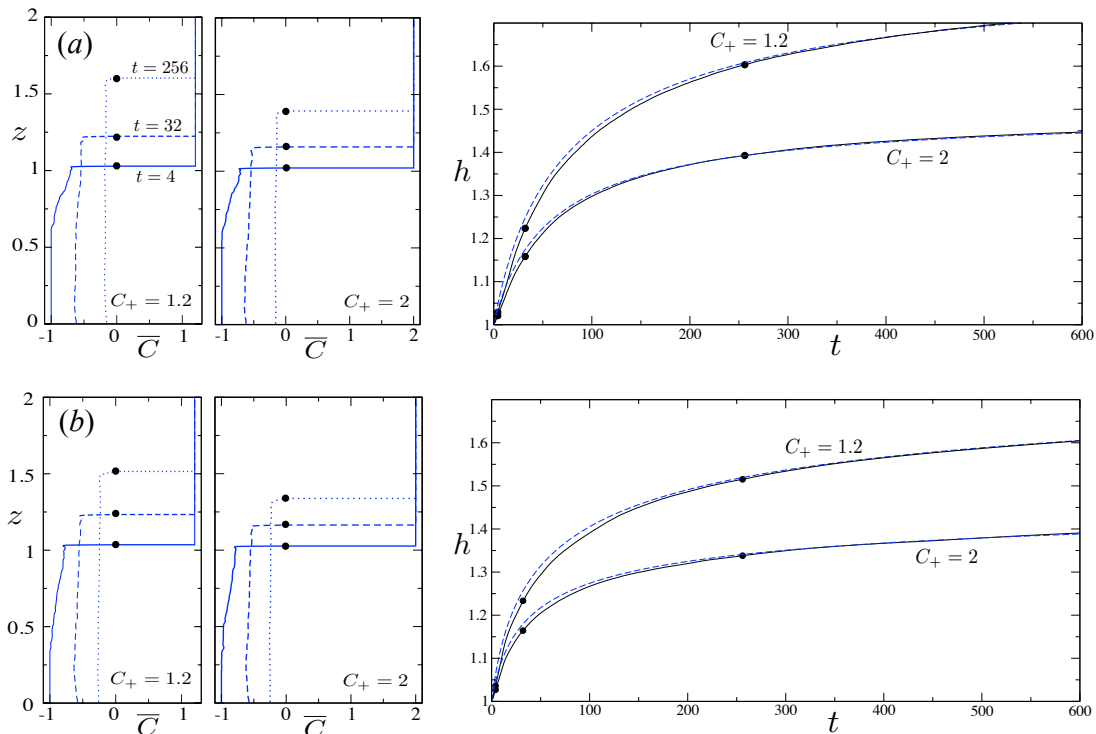 (a)
2
1.5
z
1
0.5
0
t = 256
t = 32
t = 4
C₊ = 1.2
C₊ = 2
-1 0 1
C̅
-1 0 1 2
C̅
1.6
1.5
h
1.4
1.3
1.2
1.1
1
C₊ = 1.2
C₊ = 2
0 100 200 300 400 500 600
t
(b)
2
1.5
z
1
0.5
0
C₊ = 1.2
C₊ = 2
-1 0 1
C̅
-1 0 1 2
C̅
1.6
1.5
h
1.4
1.3
1.2
1.1
1
C₊ = 1.2
C₊ = 2
0 100 200 300 400 500 600
t